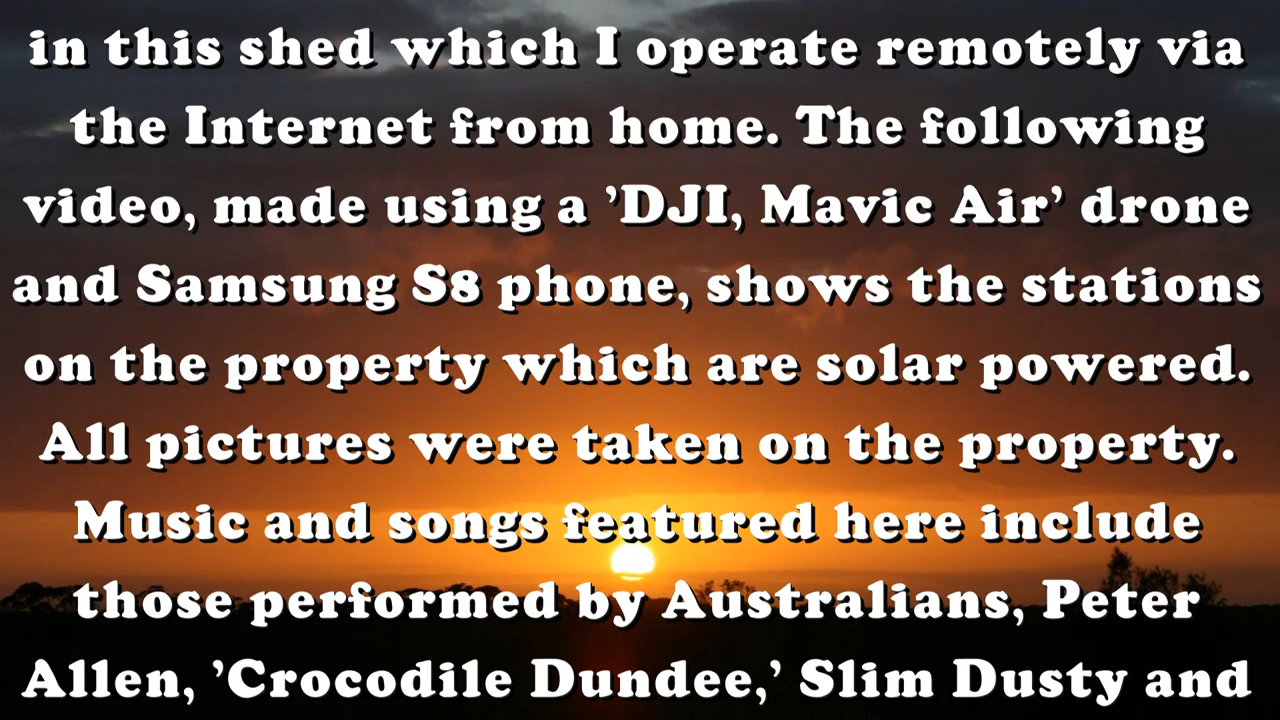 in this shed which I operate remotely via
the Internet from home. The following
video, made using a ’DJI, Mavic Air’ drone
and Samsung S8 phone, shows the stations
on the property which are solar powered.
All pictures were taken on the property.
Music and songs featured here include
those performed by Australians, Peter
Allen, ’Crocodile Dundee,’ Slim Dusty and